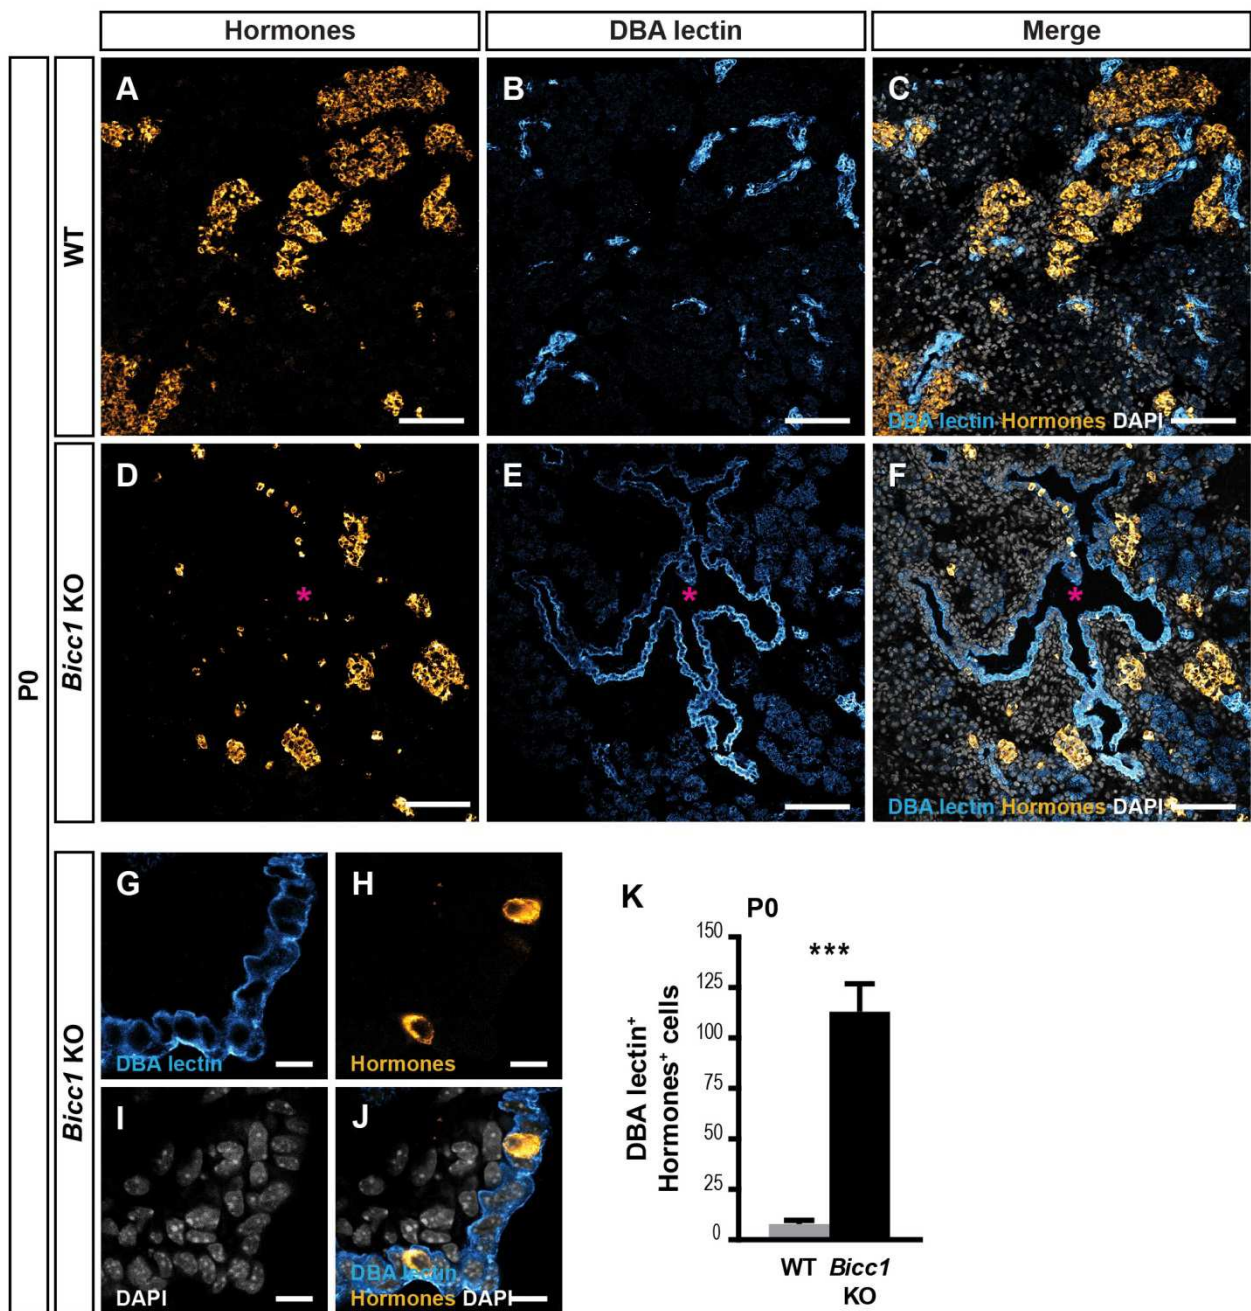 Hormones DBA lectin Merge
P0
WT
A B C
DBA lectin Hormones DAPI
Bicc1 KO
D E F
* * *
DBA lectin Hormones DAPI
Bicc1 KO
G H
DBA lectin Hormones
I J
DAPI
DBA lectin
Hormones DAPI
K
P0
DBA lectin⁺
Hormones⁺ cells
150
125
100
75
50
25
0
***
WT Bicc1
KO